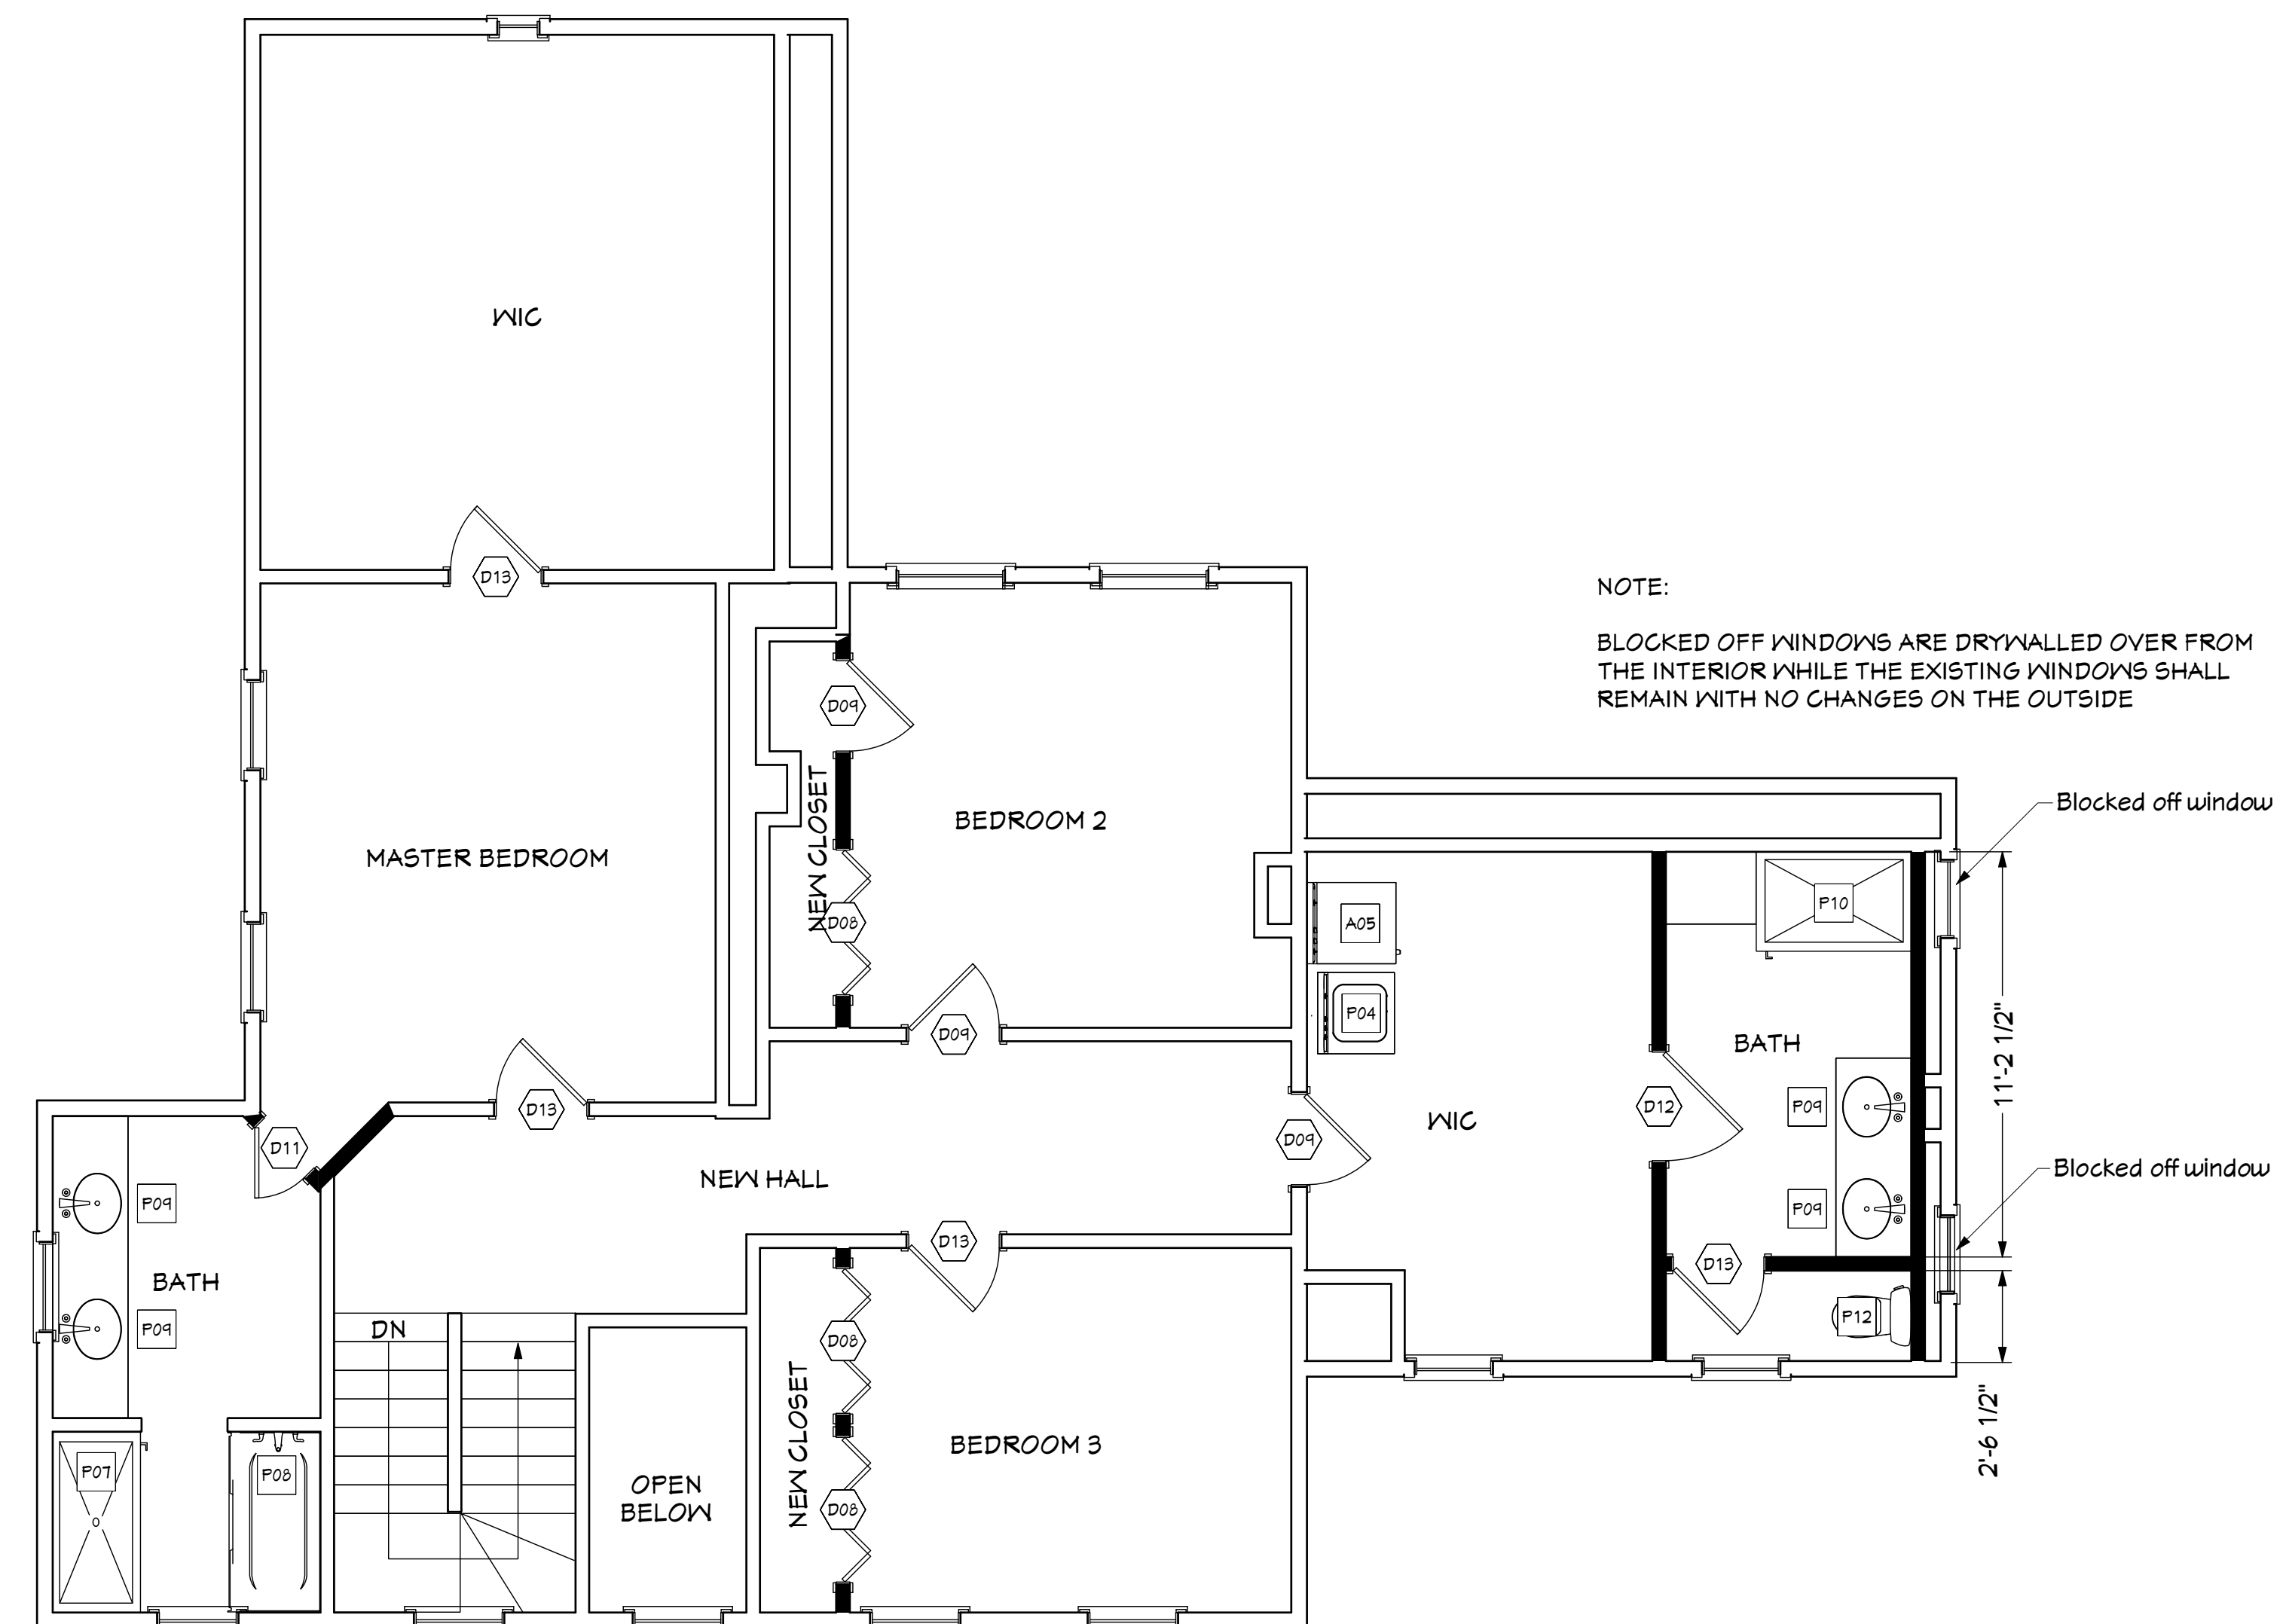 WIC
D13
NOTE:
BLOCKED OFF WINDOWS ARE DRYWALLED OVER FROM
THE INTERIOR WHILE THE EXISTING WINDOWS SHALL
REMAIN WITH NO CHANGES ON THE OUTSIDE
D09
NEW CLOSET
D08
BEDROOM 2
MASTER BEDROOM
Blocked off window
A05
P04
P10
BATH
11'-2 1/2"
D09
D13
D11
D09
WIC
D12
P09
P09
Blocked off window
NEW HALL
D13
D13
P12
2'-6 1/2"
P09
BATH
P09
DN
P07
P08
OPEN
BELOW
NEW CLOSET
D08
D08
BEDROOM 3